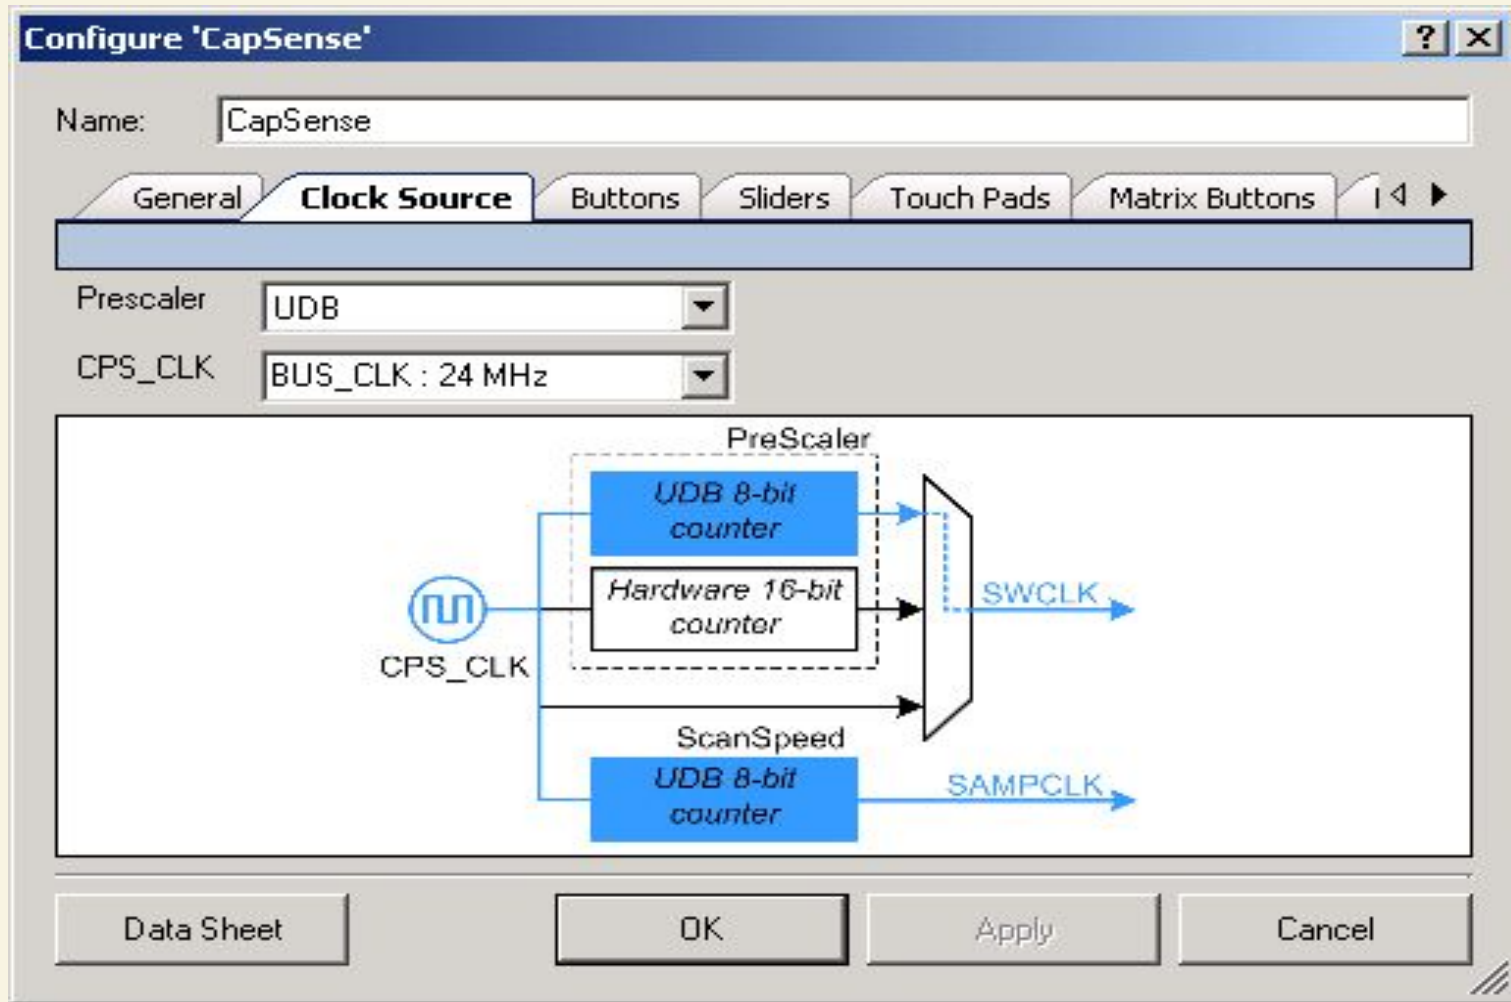 Configure 'CapSense'
Name: CapSense
General Clock Source Buttons Sliders Touch Pads Matrix Buttons
Prescaler UDB
CPS_CLK BUS_CLK : 24 MHz
PreScaler
UDB 8-bit
counter
Hardware 16-bit
counter
SWCLK
CPS_CLK
ScanSpeed
UDB 8-bit
counter
SAMPCLK
Data Sheet OK Apply Cancel